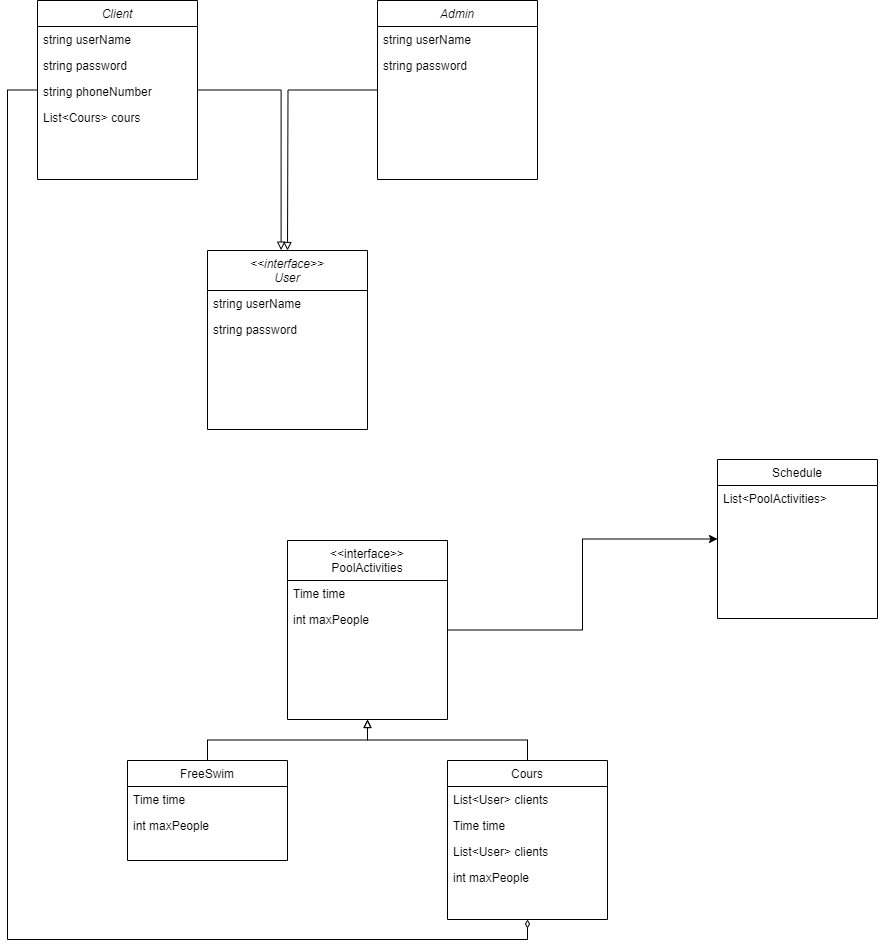 Client
string userName
string password
string phoneNumber
List<Cours> cours
Admin
string userName
string password
<<interface>>
User
string userName
string password
Schedule
List<PoolActivities>
<<interface>>
PoolActivities
Time time
int maxPeople
FreeSwim
Time time
int maxPeople
Cours
List<User> clients
Time time
List<User> clients
int maxPeople